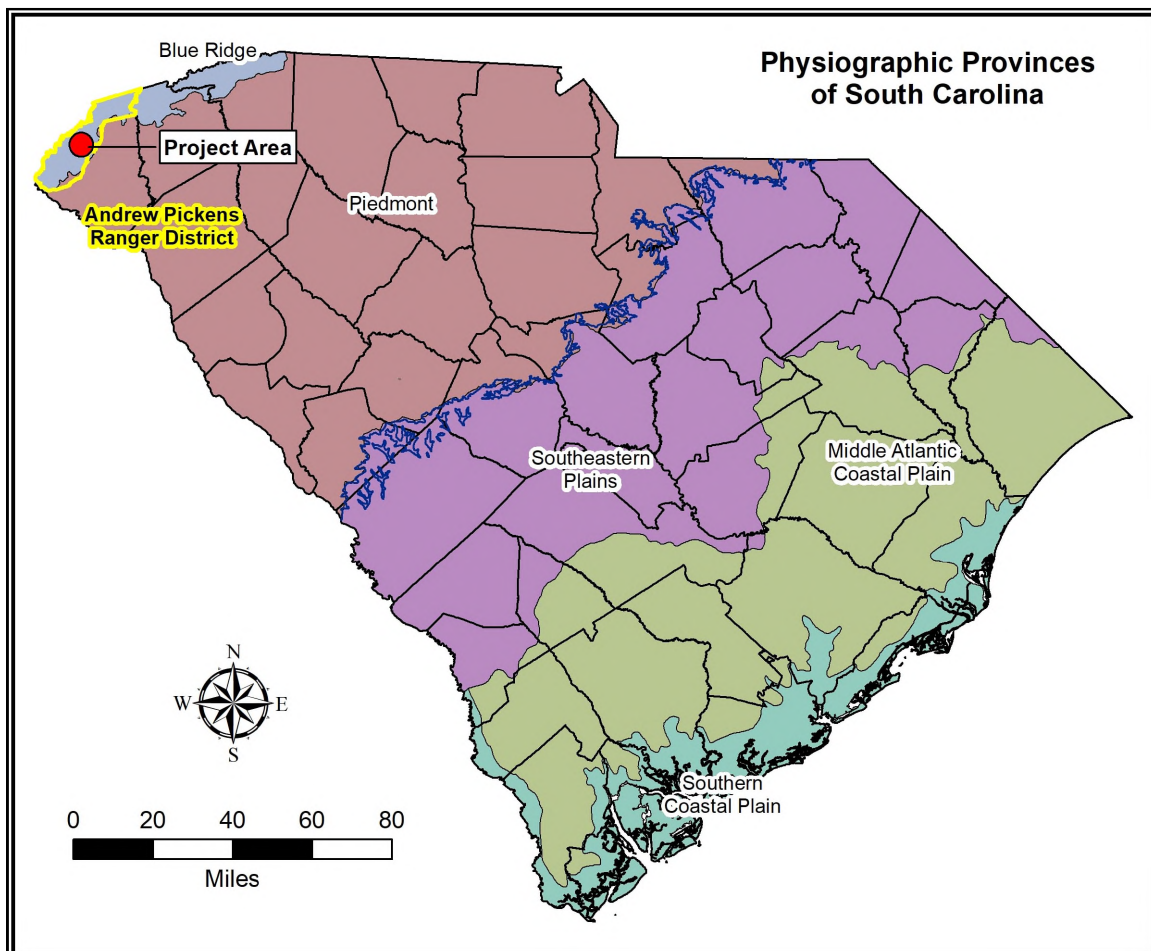 Blue Ridge
Physiographic Provinces
of South Carolina
Project Area
Piedmont
Andrew Pickens
Ranger District
Southeastern
Plains
Middle Atlantic
Coastal Plain
N
W
E
S
Southern
Coastal Plain
0 20 40 60 80
Miles